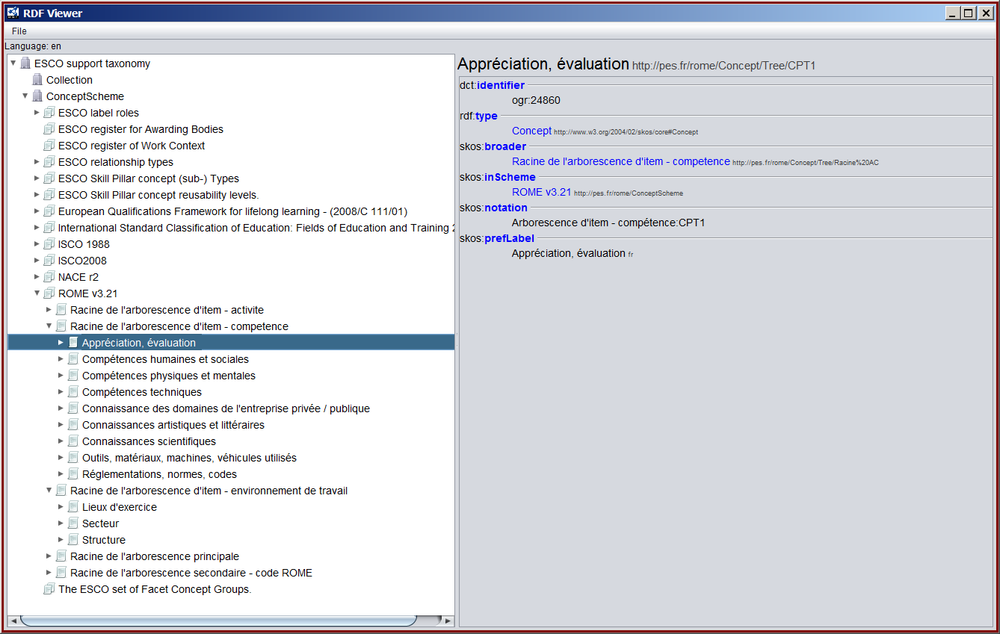 RDF Viewer
File
Language: en
ESCO support taxonomy
Collection
ConceptScheme
ESCO label roles
ESCO register for Awarding Bodies
ESCO register of Work Context
ESCO relationship types
ESCO Skill Pillar concept (sub-) Types
ESCO Skill Pillar concept reusability levels.
European Qualifications Framework for lifelong learning - (2008/C 111/01)
International Standard Classification of Education: Fields of Education and Training 2
ISCO 1988
ISCO2008
NACE r2
ROME v3.21
Racine de l'arborescence d'item - activite
Racine de l'arborescence d'item - competence
Appréciation, évaluation
Compétences humaines et sociales
Compétences physiques et mentales
Compétences techniques
Connaissance des domaines de l'entreprise privée / publique
Connaissances artistiques et littéraires
Connaissances scientifiques
Outils, matériaux, machines, véhicules utilisés
Réglementations, normes, codes
Racine de l'arborescence d'item - environnement de travail
Lieux d'exercice
Secteur
Structure
Racine de l'arborescence principale
Racine de l'arborescence secondaire - code ROME
The ESCO set of Facet Concept Groups.
Appréciation, évaluation http://pes.fr/rome/Concept/Tree/CPT1
dct:identifier
ogr:24860
rdf:type
Concept http://www.w3.org/2004/02/skos/core#Concept
skos:broader
Racine de l'arborescence d'item - competence http://pes.fr/rome/Concept/Tree/Racine%20AC
skos:inScheme
ROME v3.21 http://pes.fr/rome/ConceptScheme
skos:notation
Arborescence d'item - compétence:CPT1
skos:prefLabel
Appréciation, évaluation fr